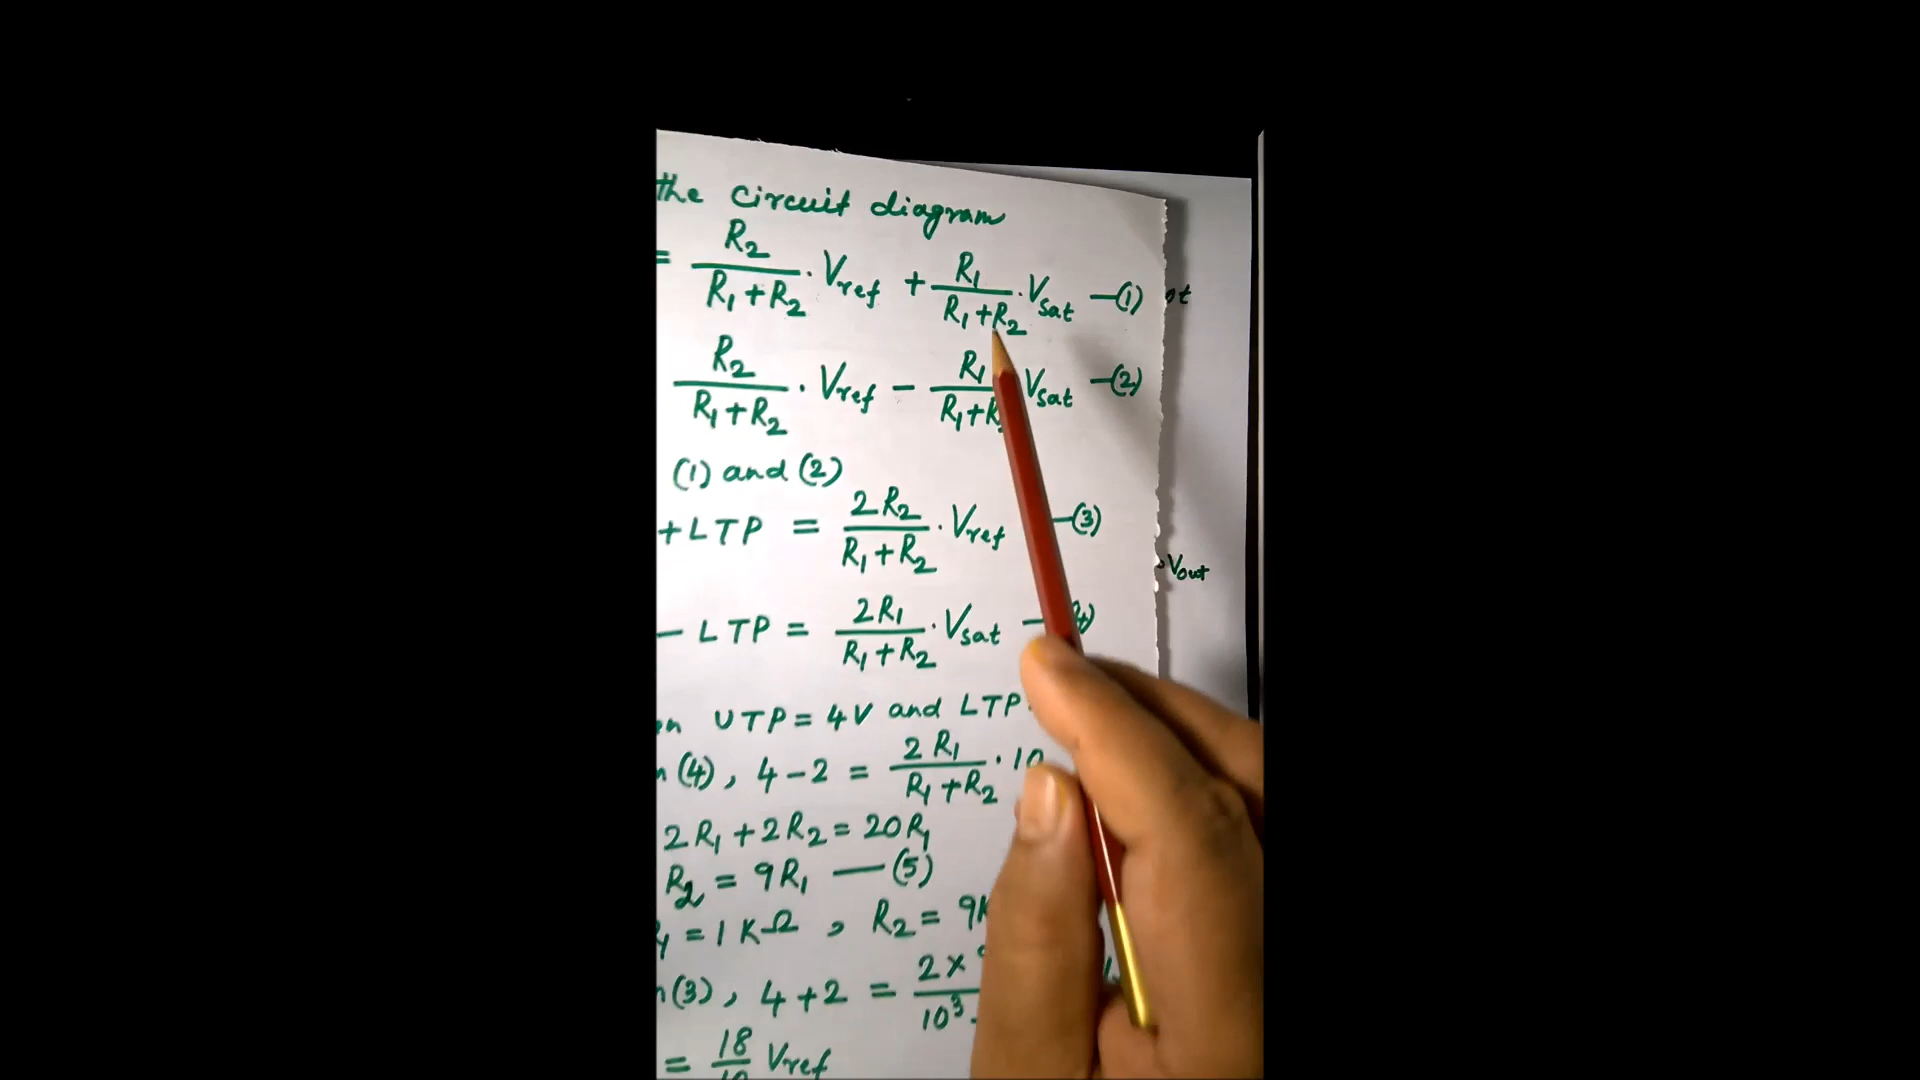 the circuit diagram
= R2/(R1+R2) · Vref + R1/(R1+R2) · Vsat —(1)
R2/(R1+R2) · Vref − R1/(R1+R Vsat —(2)
(1) and (2)
+LTP = 2R2/(R1+R2) · Vref —(3)
− LTP = 2R1/(R1+R2) · Vsat —
UTP = 4V and LTP
(4), 4 − 2 = 2R1/(R1+R2) · 10
2R1 + 2R2 = 20R1
R2 = 9R1 —(5)
= 1KΩ, R2 = 9K
(3), 4 + 2 = 2×/10³
= 18/ Vref
Vout